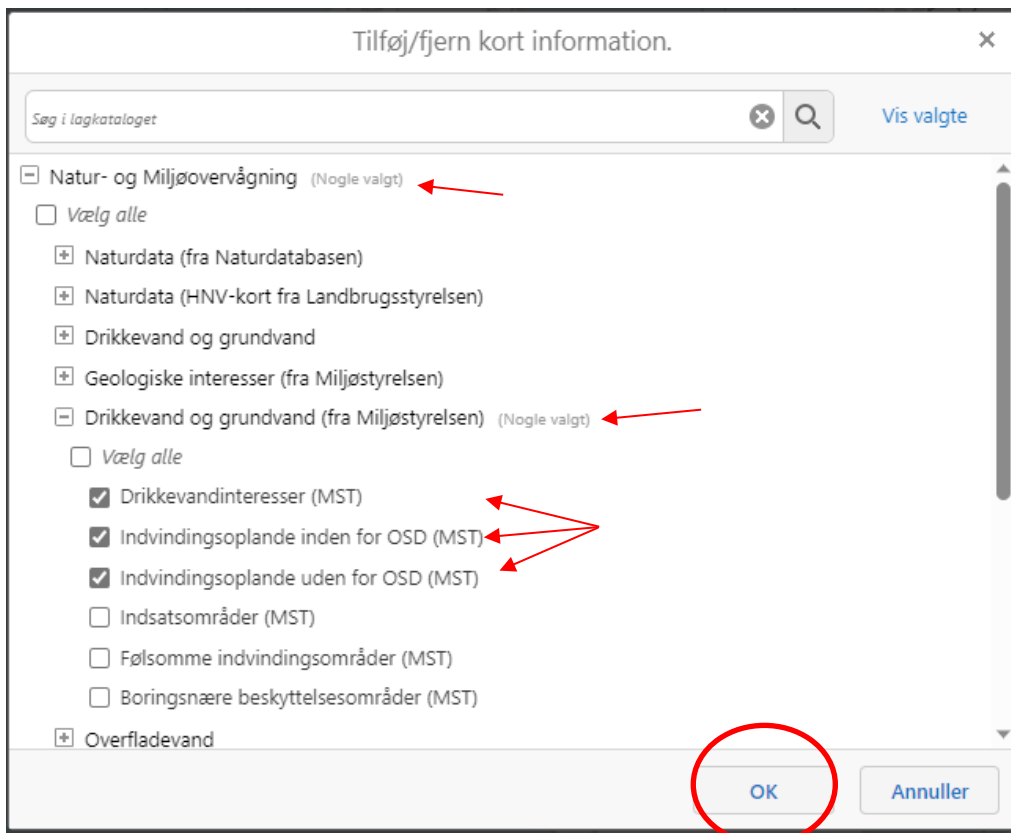 Tilføj/fjern kort information.
Søg i lagkataloget
Vis valgte
Natur- og Miljøovervågning (Nogle valgt)
Vælg alle
Naturdata (fra Naturdatabasen)
Naturdata (HNV-kort fra Landbrugsstyrelsen)
Drikkevand og grundvand
Geologiske interesser (fra Miljøstyrelsen)
Drikkevand og grundvand (fra Miljøstyrelsen) (Nogle valgt)
Vælg alle
Drikkevandinteresser (MST)
Indvindingsoplande inden for OSD (MST)
Indvindingsoplande uden for OSD (MST)
Indsatsområder (MST)
Følsomme indvindingsområder (MST)
Boringsnære beskyttelsesområder (MST)
Overfladevand
OK
Annuller